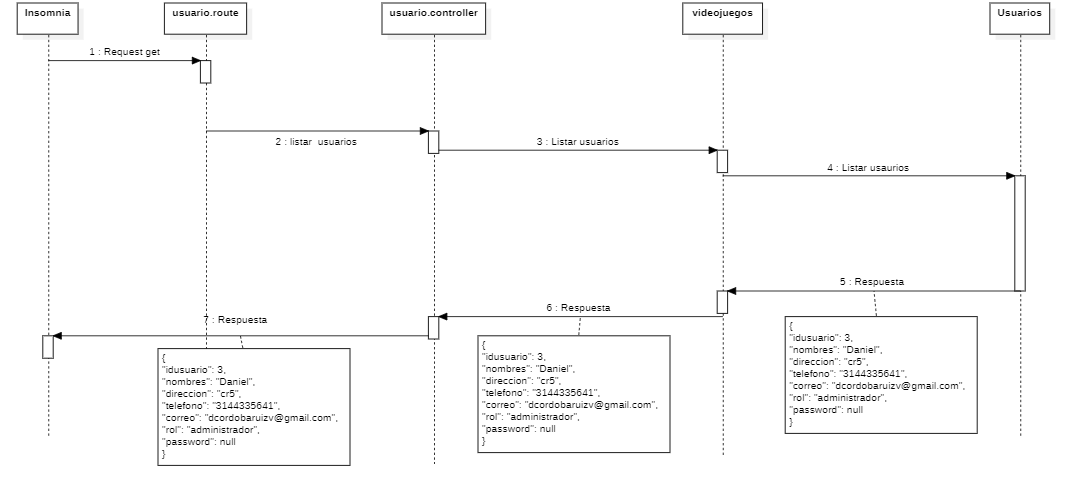 Insomnia
usuario.route
usuario.controller
videojuegos
Usuarios
1 : Request get
2 : listar usuarios
3 : Listar usuarios
4 : Listar usaurios
5 : Respuesta
6 : Respuesta
7 : Respuesta
{
"idusuario": 3,
"nombres": "Daniel",
"direccion": "cr5",
"telefono": "3144335641",
"correo": "dcordobaruizv@gmail.com",
"rol": "administrador",
"password": null
}
{
"idusuario": 3,
"nombres": "Daniel",
"direccion": "cr5",
"telefono": "3144335641",
"correo": "dcordobaruizv@gmail.com",
"rol": "administrador",
"password": null
}
{
"idusuario": 3,
"nombres": "Daniel",
"direccion": "cr5",
"telefono": "3144335641",
"correo": "dcordobaruizv@gmail.com",
"rol": "administrador",
"password": null
}